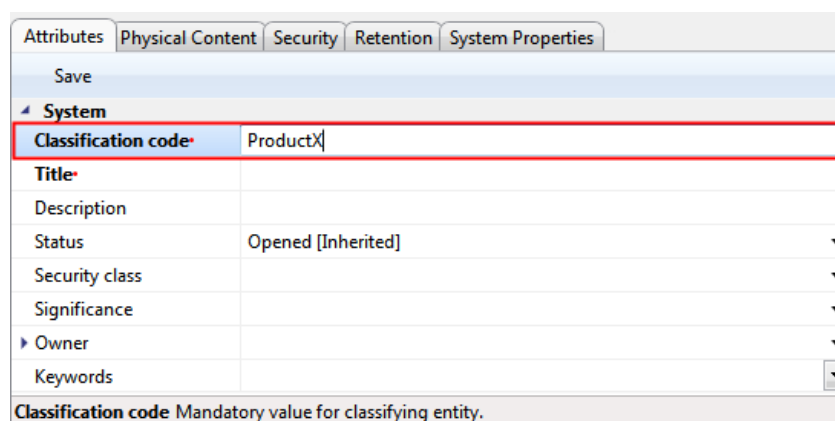 Attributes Physical Content Security Retention System Properties
Save
System
Classification code• ProductX
Title•
Description
Status Opened [Inherited]
Security class
Significance
Owner
Keywords
Classification code Mandatory value for classifying entity.